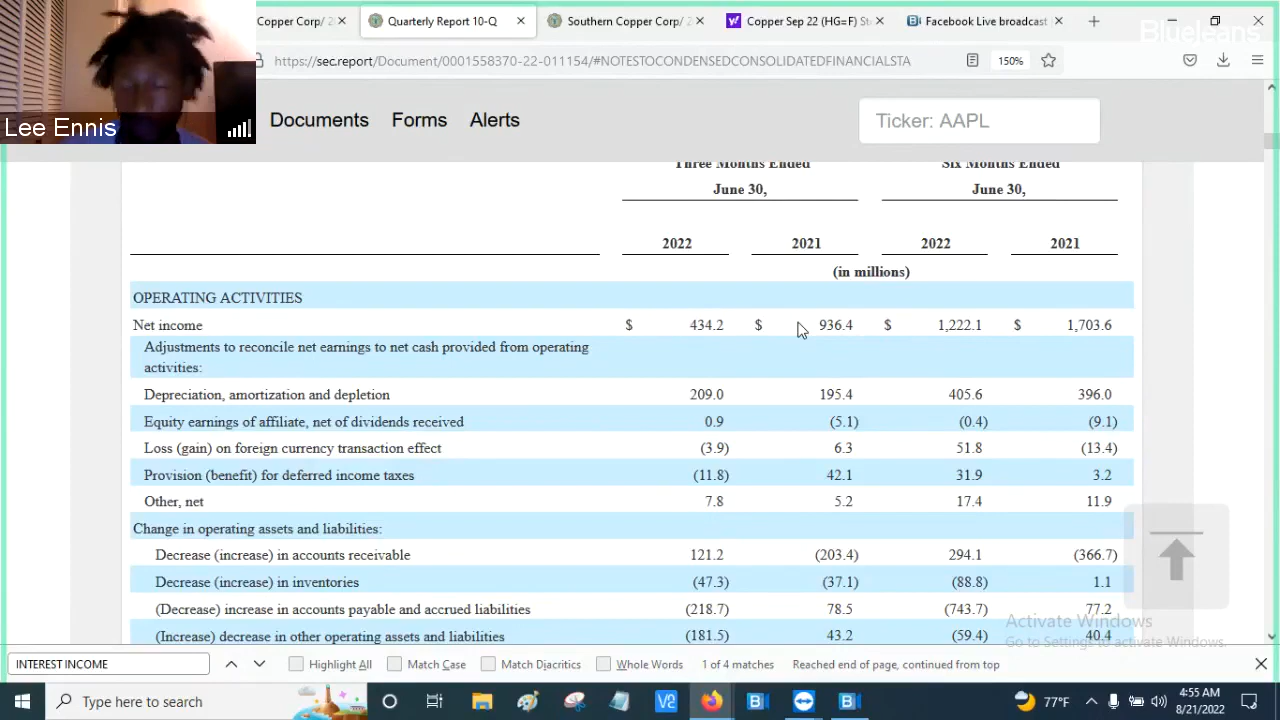 Copper Corp/ 2
Quarterly Report 10-Q
Southern Copper Corp/ 2
Copper Sep 22 (HG=F) St
Facebook Live broadcast
BlueJeans
https://sec.report/Document/0001558370-22-011154/#NOTESTOCONDENSEDCONSOLIDATEDFINANCIALSTA
150%
Lee Ennis
Documents Forms Alerts
Ticker: AAPL
Three Months Ended Six Months Ended
June 30, June 30,
2022 2021 2022 2021
(in millions)
OPERATING ACTIVITIES
Net income $ 434.2 $ 936.4 $ 1,222.1 $ 1,703.6
Adjustments to reconcile net earnings to net cash provided from operating
activities:
Depreciation, amortization and depletion 209.0 195.4 405.6 396.0
Equity earnings of affiliate, net of dividends received 0.9 (5.1) (0.4) (9.1)
Loss (gain) on foreign currency transaction effect (3.9) 6.3 51.8 (13.4)
Provision (benefit) for deferred income taxes (11.8) 42.1 31.9 3.2
Other, net 7.8 5.2 17.4 11.9
Change in operating assets and liabilities:
Decrease (increase) in accounts receivable 121.2 (203.4) 294.1 (366.7)
Decrease (increase) in inventories (47.3) (37.1) (88.8) 1.1
(Decrease) increase in accounts payable and accrued liabilities (218.7) 78.5 (743.7) 77.2
(Increase) decrease in other operating assets and liabilities (181.5) 43.2 (59.4) 40.4
Activate Windows
Go to Settings to activate Windows.
INTEREST INCOME Highlight All Match Case Match Diacritics Whole Words 1 of 4 matches Reached end of page, continued from top
Type here to search
77°F
4:55 AM
8/21/2022